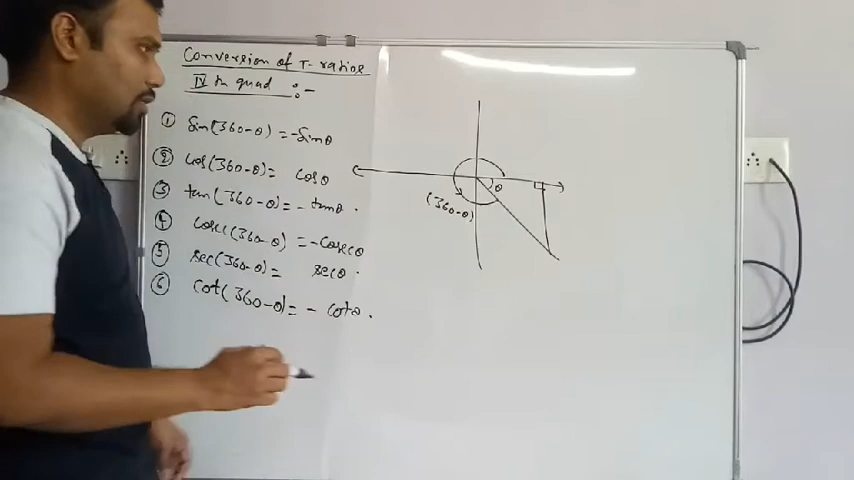 Conversion of T-ratios
IV th quad :-
① Sin(360-θ) = -Sinθ
② Cos(360-θ) = Cosθ
③ tan(360-θ) = - tanθ .
④ Cosec(360-θ) = -Cosecθ
⑤ sec(360-θ) = secθ .
⑥ Cot(360-θ) = - Cotθ .
θ
(360-θ)